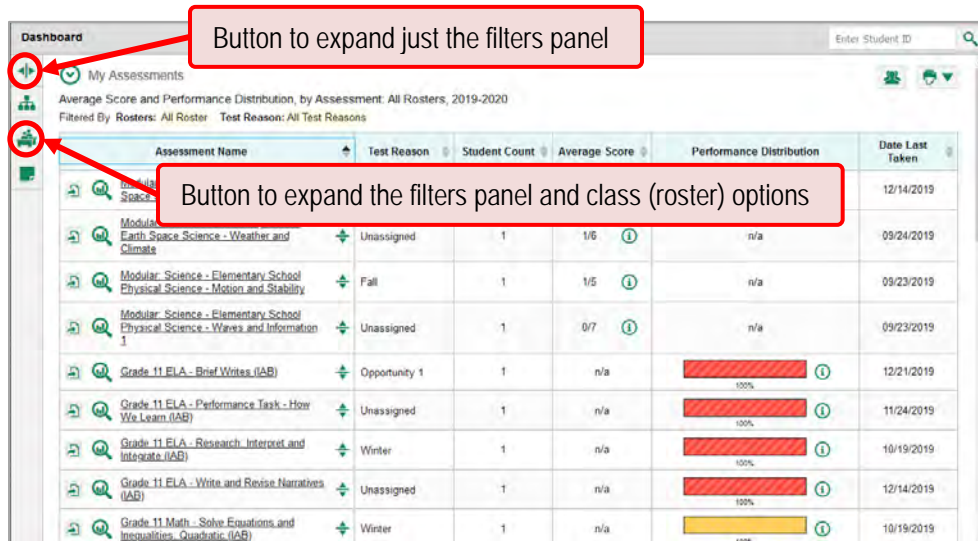 Dashboard
Button to expand just the filters panel
Enter Student ID
My Assessments
Average Score and Performance Distribution, by Assessment: All Rosters, 2019-2020
Filtered By Rosters: All Roster Test Reason: All Test Reasons
Assessment Name
Test Reason
Student Count
Average Score
Performance Distribution
Date Last
Taken
Space
12/14/2019
Button to expand the filters panel and class (roster) options
Earth Space Science - Weather and
Climate
Unassigned
1
1/6
n/a
09/24/2019
Modular: Science - Elementary School
Physical Science - Motion and Stability
Fall
1
1/5
n/a
09/23/2019
Modular: Science - Elementary School
Physical Science - Waves and Information
1
Unassigned
1
0/7
n/a
09/23/2019
Grade 11 ELA - Brief Writes (IAB)
Opportunity 1
1
n/a
100%
12/21/2019
Grade 11 ELA - Performance Task - How
We Learn (IAB)
Unassigned
1
n/a
100%
11/24/2019
Grade 11 ELA - Research: Interpret and
Integrate (IAB)
Winter
1
n/a
100%
10/19/2019
Grade 11 ELA - Write and Revise Narratives
(IAB)
Unassigned
1
n/a
100%
12/14/2019
Grade 11 Math - Solve Equations and
Inequalities, Quadratic (IAB)
Winter
1
n/a
100%
10/19/2019